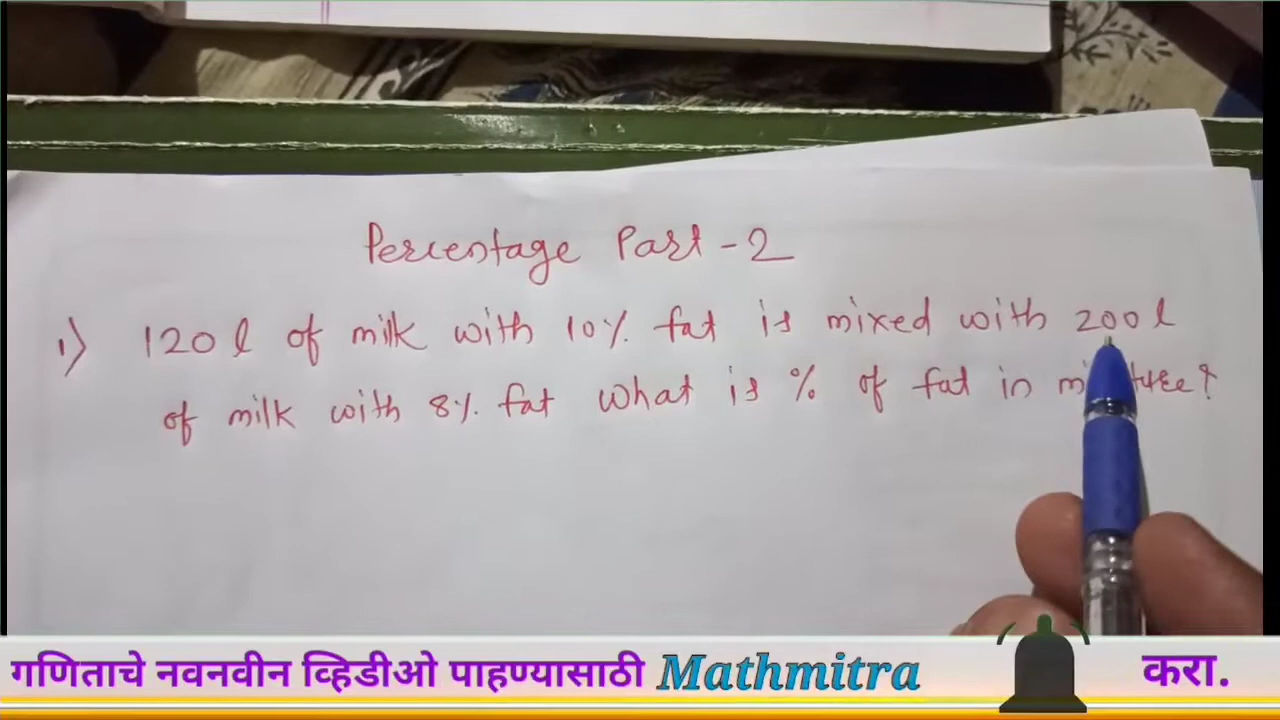 Percentage Part - 2
1) 120 l of milk with 10% fat is mixed with 200 l
of milk with 8% fat what is % of fat in
गणिताचे नवनवीन व्हिडीओ पाहण्यासाठी Mathmitra करा.